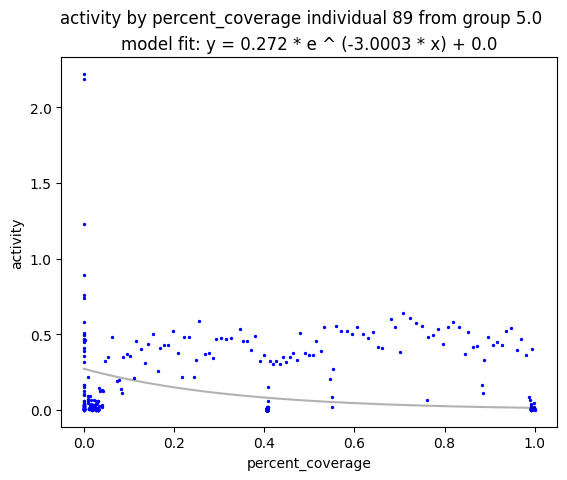 activity by percent_coverage individual 89 from group 5.0
model fit: y = 0.272 * e ^ (-3.0003 * x) + 0.0
2.0
1.5
1.0
0.5
0.0
activity
0.0 0.2 0.4 0.6 0.8 1.0
percent_coverage